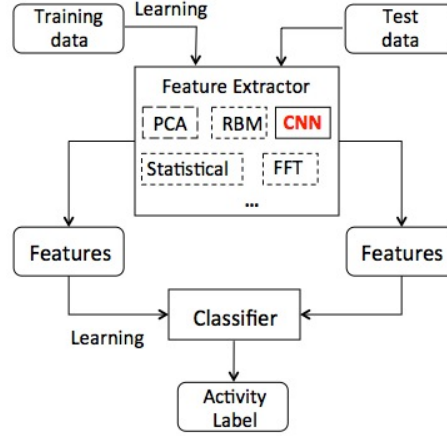 Training data
Learning
Test data
Feature Extractor
PCA
RBM
CNN
Statistical
FFT
...
Features
Features
Learning
Classifier
Activity Label